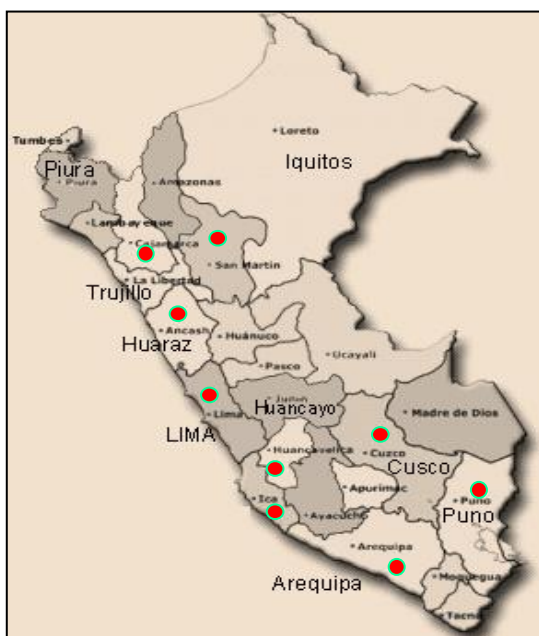 Loreto
Tumbes
Iquitos
Piura
Piura
Amazonas
Lambayeque
Cajamarca
San Martin
La Libertad
Trujillo
Ancash
Huánuco
Huaraz
Ucayali
Pasco
Junin
Huancayo
Lima
Madre de Dios
LIMA
Huancavelica
Cuzco
Cusco
Apurimac
Ica
Puno
Puno
Ayacucho
Arequipa
Arequipa
Moquegua
Tacna